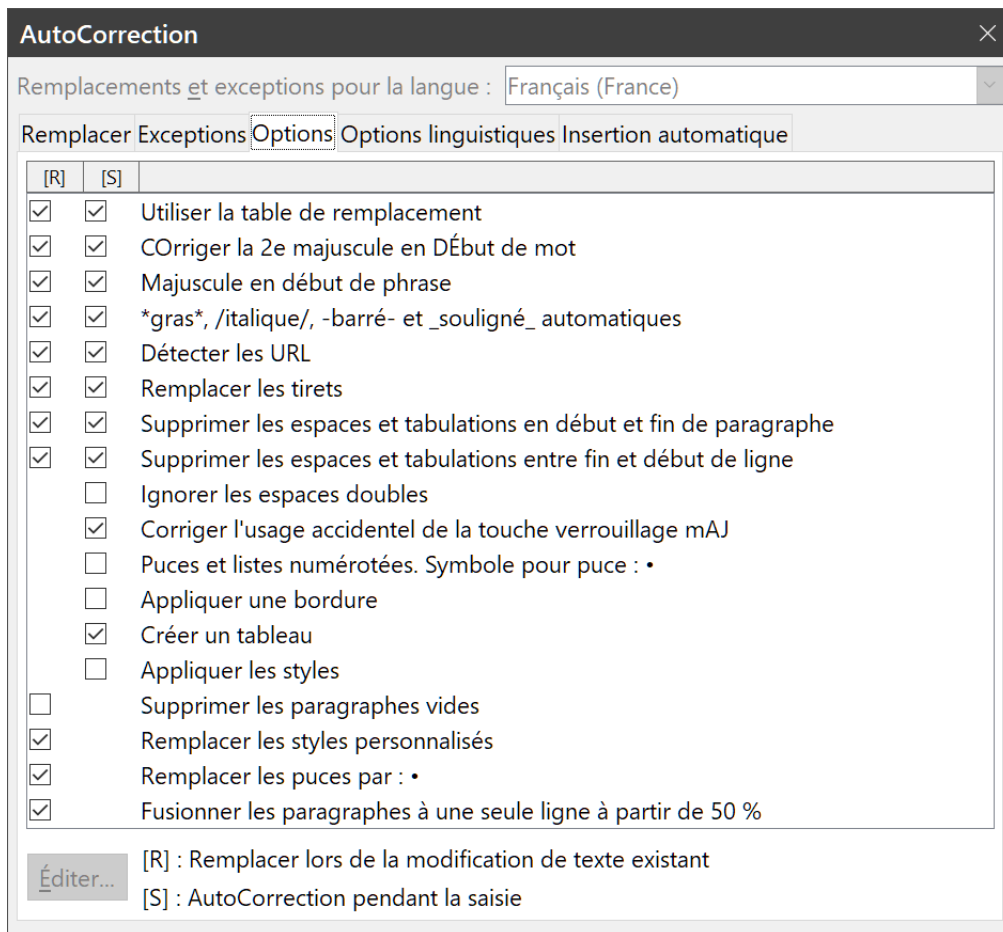 AutoCorrection
Remplacements et exceptions pour la langue : Français (France)
Remplacer Exceptions Options Options linguistiques Insertion automatique
[R] [S]
Utiliser la table de remplacement
COrriger la 2e majuscule en DÉbut de mot
Majuscule en début de phrase
*gras*, /italique/, -barré- et _souligné_ automatiques
Détecter les URL
Remplacer les tirets
Supprimer les espaces et tabulations en début et fin de paragraphe
Supprimer les espaces et tabulations entre fin et début de ligne
Ignorer les espaces doubles
Corriger l'usage accidentel de la touche verrouillage mAJ
Puces et listes numérotées. Symbole pour puce : •
Appliquer une bordure
Créer un tableau
Appliquer les styles
Supprimer les paragraphes vides
Remplacer les styles personnalisés
Remplacer les puces par : •
Fusionner les paragraphes à une seule ligne à partir de 50 %
Éditer...
[R] : Remplacer lors de la modification de texte existant
[S] : AutoCorrection pendant la saisie